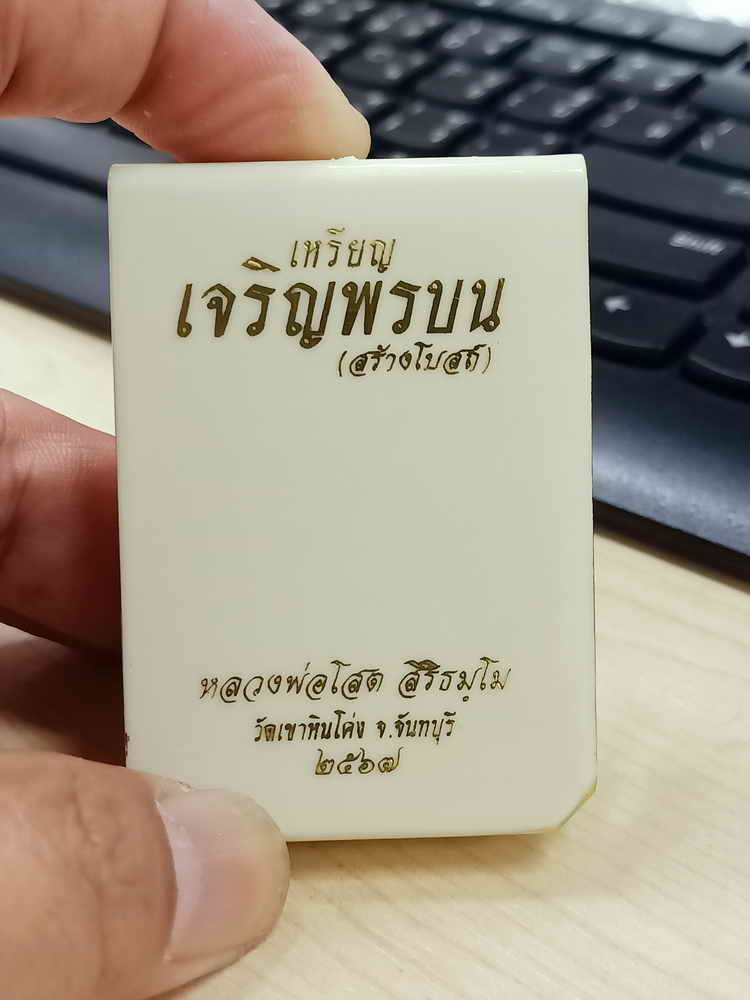 เหรียญ
เจริญพรบน
(สร้างโบสถ์)
หลวงพ่อโสต สิริธมฺโม
วัดเขาหินโค่ง จ.จันทบุรี
๒๕๖๗